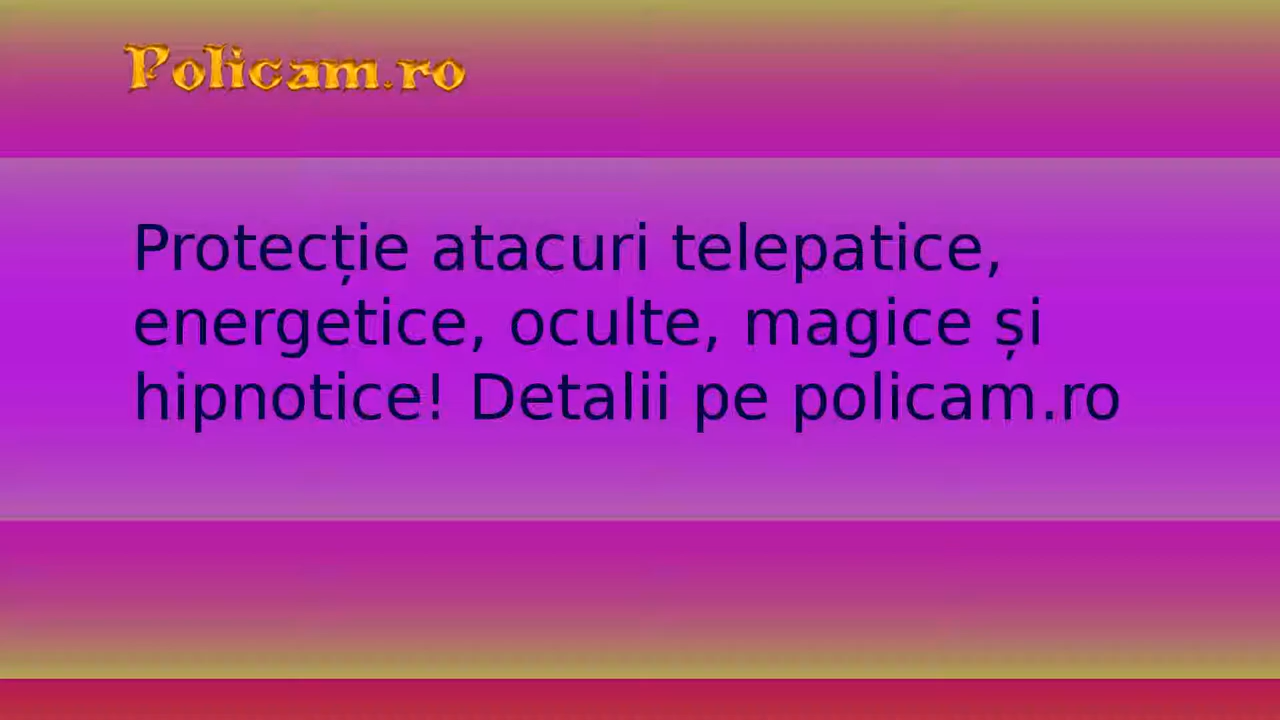 Policam.ro
Protecție atacuri telepatice,
energetice, oculte, magice și
hipnotice! Detalii pe policam.ro